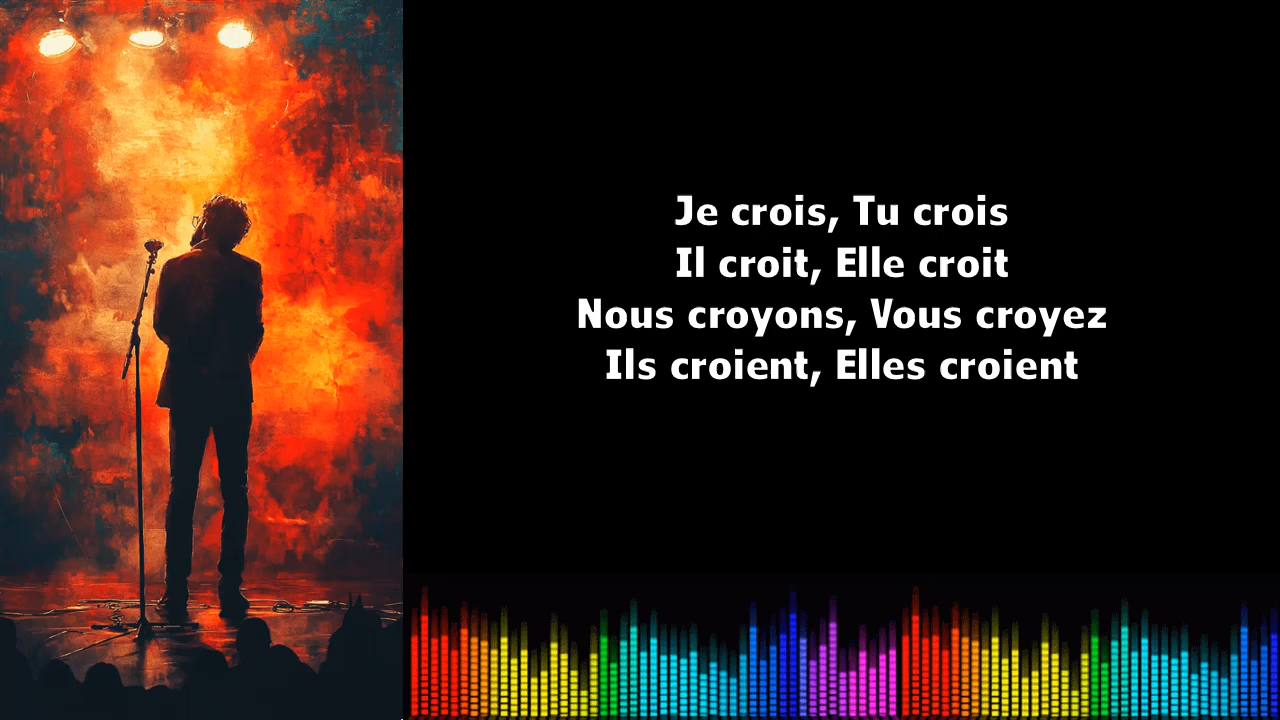 Je crois, Tu crois
Il croit, Elle croit
Nous croyons, Vous croyez
Ils croient, Elles croient